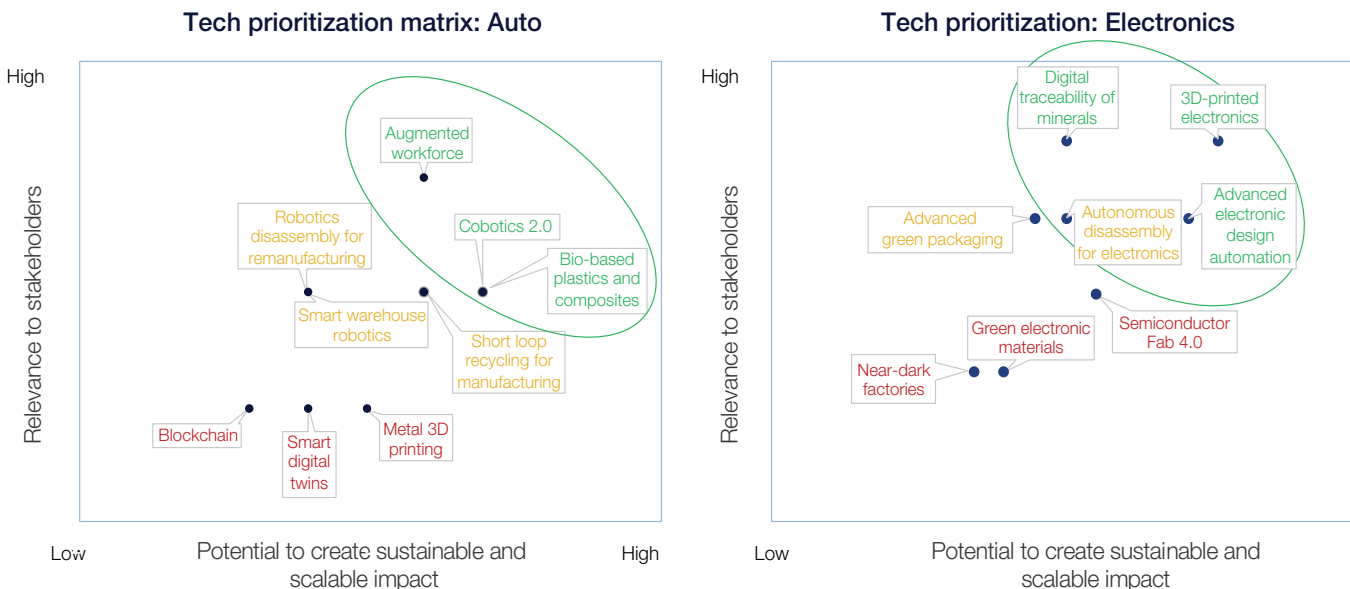 Tech prioritization matrix: Auto
High
Relevance to stakeholders
Augmented
workforce
Robotics
disassembly for
remanufacturing
Cobotics 2.0
Bio-based
plastics and
composites
Smart warehouse
robotics
Short loop
recycling for
manufacturing
Blockchain
Smart
digital
twins
Metal 3D
printing
Low
Potential to create sustainable and
scalable impact
High
Tech prioritization: Electronics
High
Relevance to stakeholders
Digital
traceability of
minerals
3D-printed
electronics
Advanced
green packaging
Autonomous
disassembly
for electronics
Advanced
electronic
design
automation
Semiconductor
Fab 4.0
Green electronic
materials
Near-dark
factories
Low
Potential to create sustainable and
scalable impact